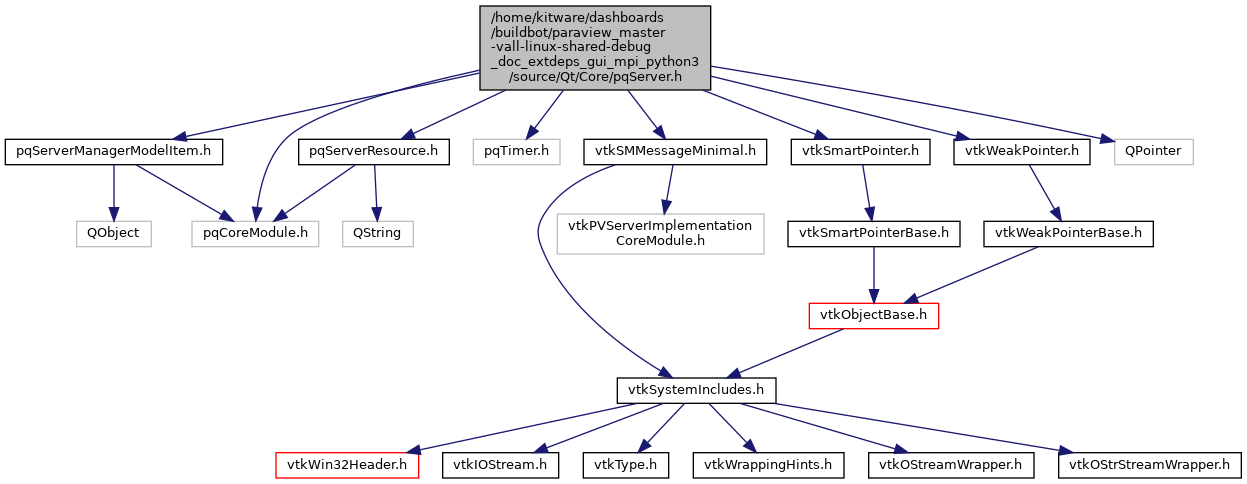 /home/kitware/dashboards
/buildbot/paraview_master
-vall-linux-shared-debug
_doc_extdeps_gui_mpi_python3
/source/Qt/Core/pqServer.h
pqServerManagerModelItem.h
pqServerResource.h
pqTimer.h
vtkSMMessageMinimal.h
vtkSmartPointer.h
vtkWeakPointer.h
QPointer
QObject
pqCoreModule.h
QString
vtkPVServerImplementation
CoreModule.h
vtkSmartPointerBase.h
vtkWeakPointerBase.h
vtkObjectBase.h
vtkSystemIncludes.h
vtkWin32Header.h
vtkIOStream.h
vtkType.h
vtkWrappingHints.h
vtkOStreamWrapper.h
vtkOStrStreamWrapper.h